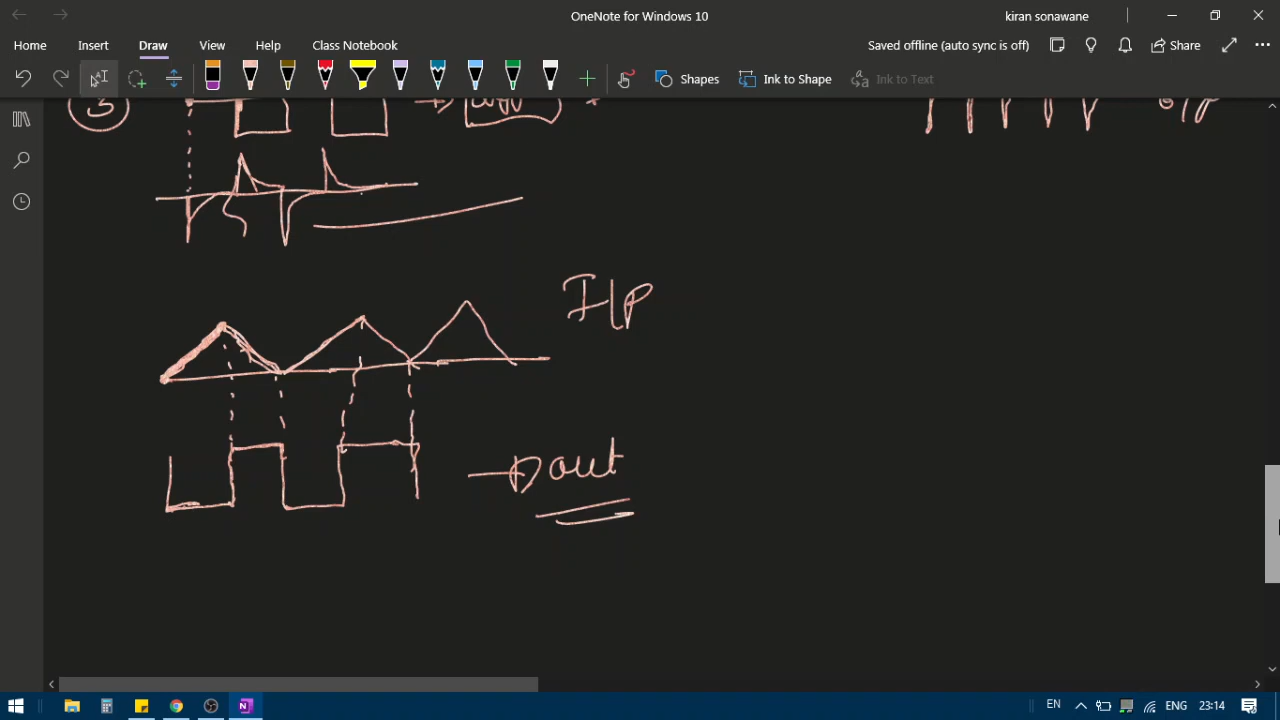 OneNote for Windows 10
kiran sonawane
Home Insert Draw View Help Class Notebook
Saved offline (auto sync is off)
Share
Shapes
Ink to Shape
Ink to Text
3
o/p
I/p
out
EN
ENG
23:14